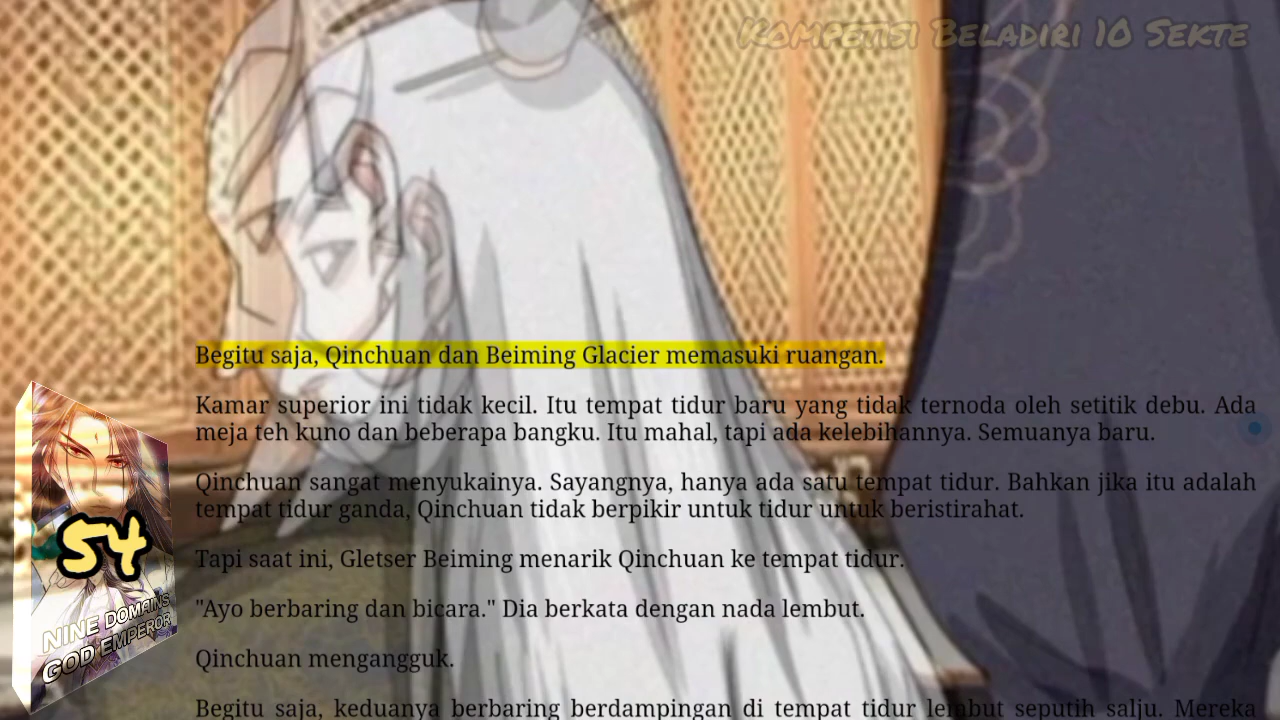 Kompetisi Beladiri 10 Sekte
Begitu saja, Qinchuan dan Beiming Glacier memasuki ruangan.
Kamar superior ini tidak kecil. Itu tempat tidur baru yang tidak ternoda oleh setitik debu. Ada
meja teh kuno dan beberapa bangku. Itu mahal, tapi ada kelebihannya. Semuanya baru.
Qinchuan sangat menyukainya. Sayangnya, hanya ada satu tempat tidur. Bahkan jika itu adalah
tempat tidur ganda, Qinchuan tidak berpikir untuk tidur untuk beristirahat.
Tapi saat ini, Gletser Beiming menarik Qinchuan ke tempat tidur.
"Ayo berbaring dan bicara." Dia berkata dengan nada lembut.
Qinchuan mengangguk.
Begitu saja, keduanya berbaring berdampingan di tempat tidur lembut seputih salju. Mereka
54
NINE DOMAINS
GOD EMPEROR